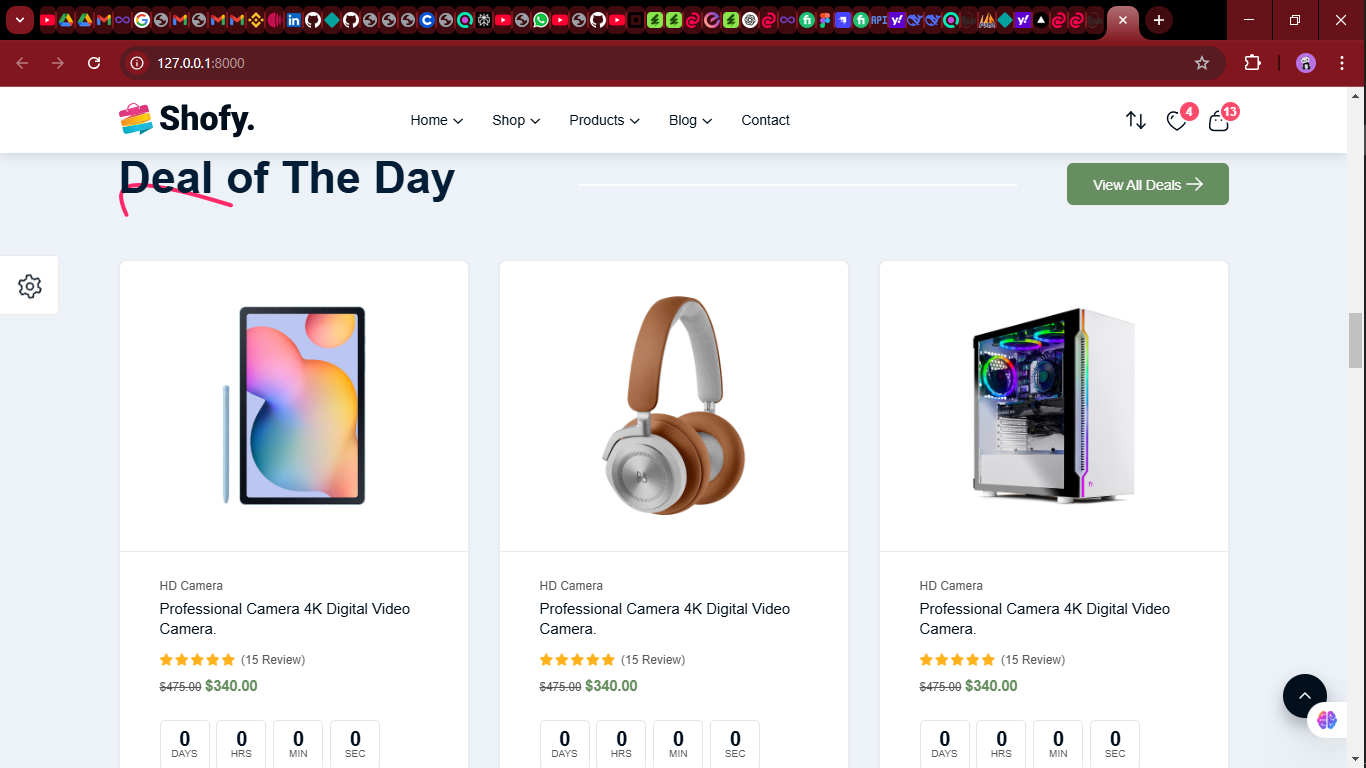 API
127.0.0.1:8000
Shofy.
Home Shop Products Blog Contact
4 13
Deal of The Day
View All Deals
HD Camera
Professional Camera 4K Digital Video
Camera.
(15 Review)
$475.00 $340.00
0 0 0 0
DAYS HRS MIN SEC
HD Camera
Professional Camera 4K Digital Video
Camera.
(15 Review)
$475.00 $340.00
0 0 0 0
DAYS HRS MIN SEC
HD Camera
Professional Camera 4K Digital Video
Camera.
(15 Review)
$475.00 $340.00
0 0 0 0
DAYS HRS MIN SEC